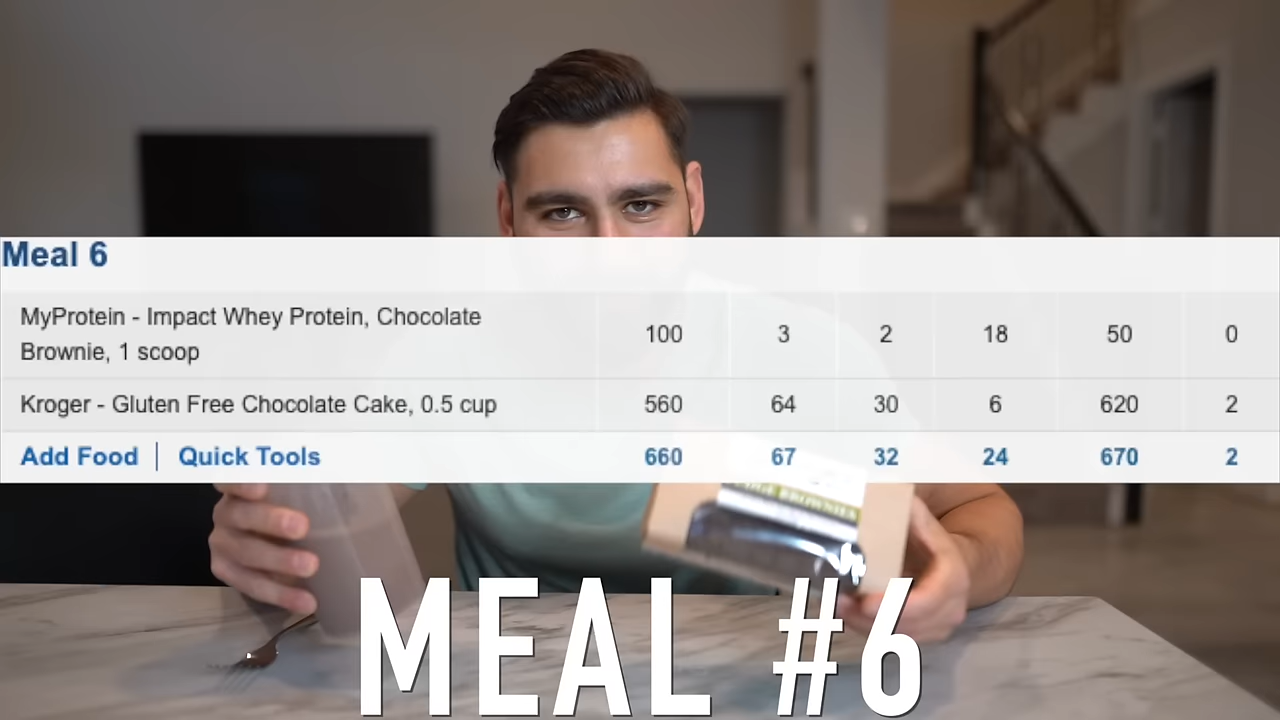 Meal 6
MyProtein - Impact Whey Protein, Chocolate
Brownie, 1 scoop 100 3 2 18 50 0
Kroger - Gluten Free Chocolate Cake, 0.5 cup 560 64 30 6 620 2
Add Food | Quick Tools 660 67 32 24 670 2
BROWNIES
MEAL #6